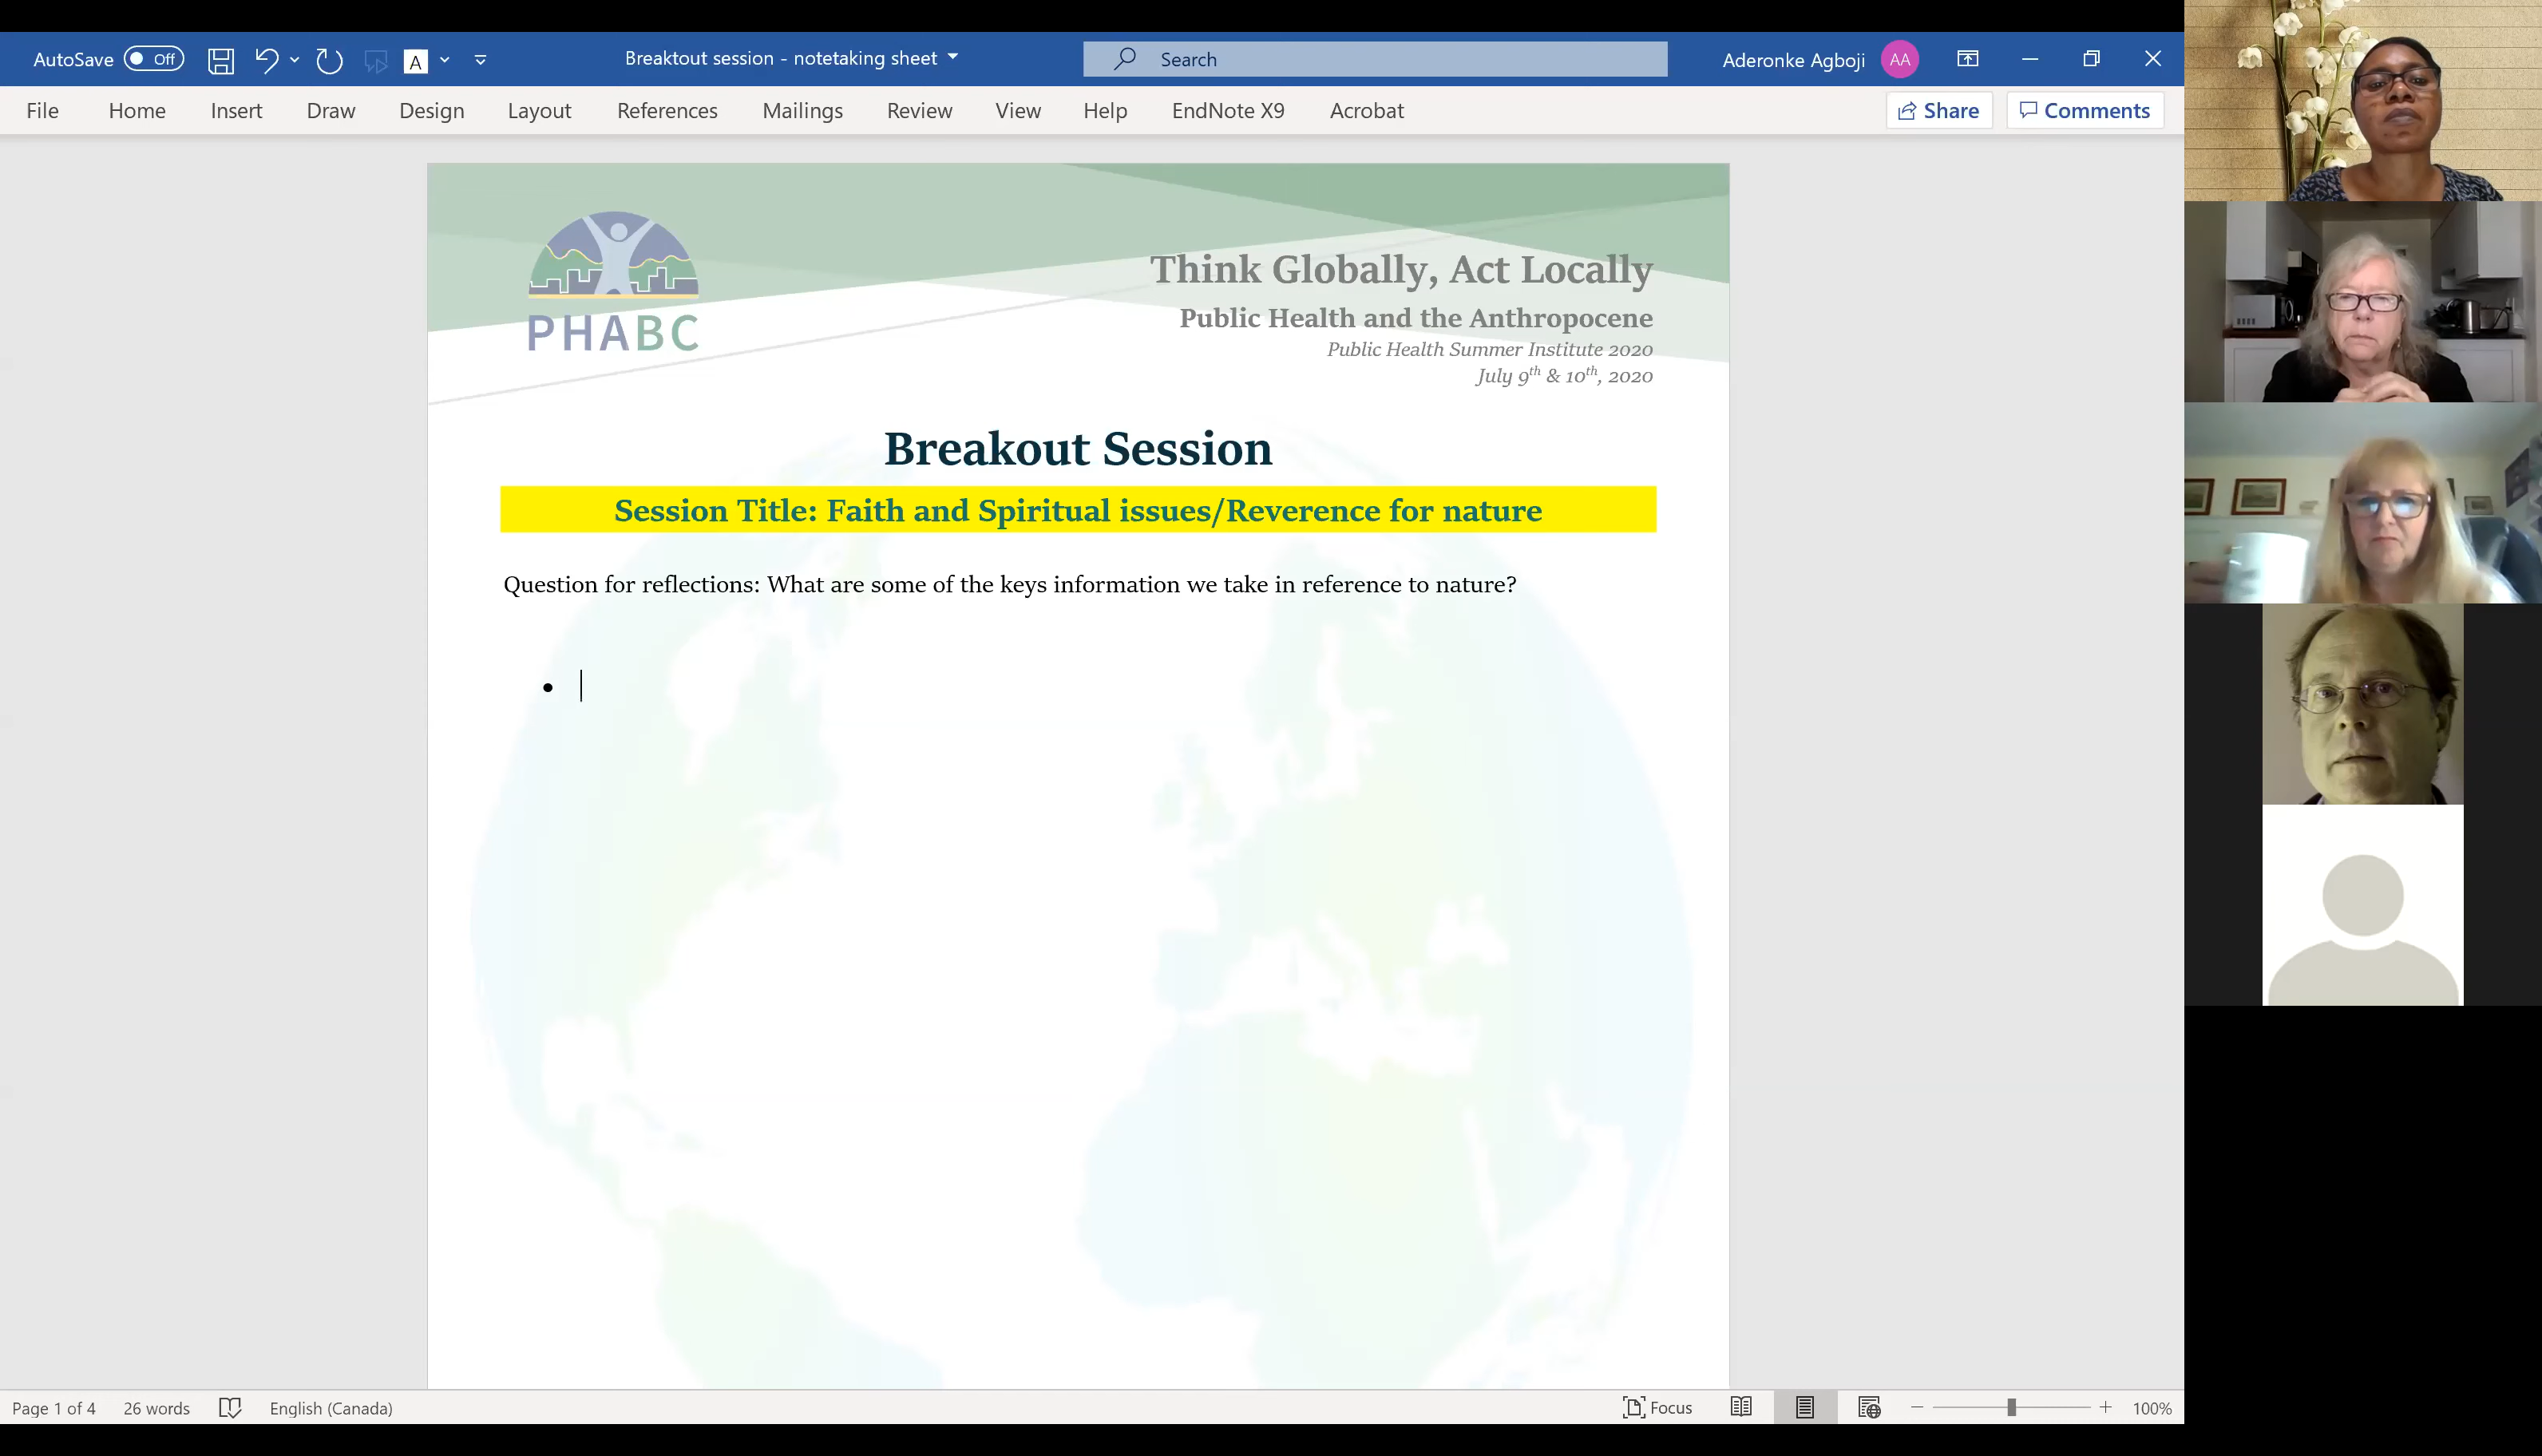 AutoSave Off A Breaktout session - notetaking sheet Search Aderonke Agboji AA
File Home Insert Draw Design Layout References Mailings Review View Help EndNote X9 Acrobat Share Comments
PHABC
Think Globally, Act Locally
Public Health and the Anthropocene
Public Health Summer Institute 2020
July 9th & 10th, 2020
Breakout Session
Session Title: Faith and Spiritual issues/Reverence for nature
Question for reflections: What are some of the keys information we take in reference to nature?
Page 1 of 4 26 words English (Canada) Focus 100%